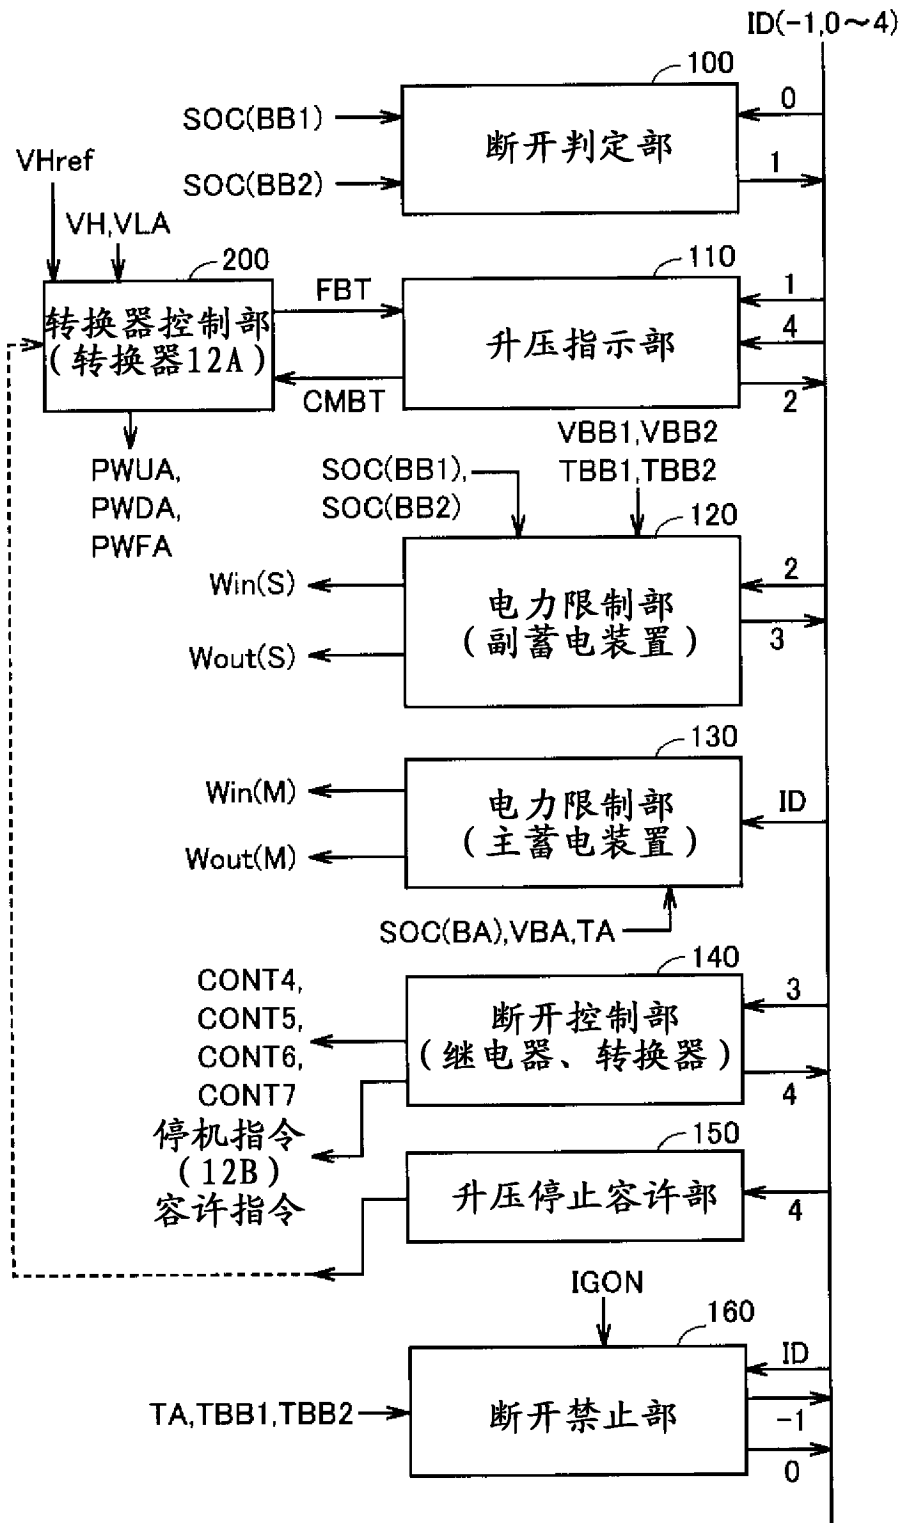 ID(-1,0～4)
100
SOC(BB1)
SOC(BB2)
断开判定部
0
1
VHref
VH,VLA
200
转换器控制部
(转换器12A)
FBT
CMBT
110
升压指示部
1
4
2
PWUA,
PWDA,
PWFA
SOC(BB1),
SOC(BB2)
VBB1,VBB2
TBB1,TBB2
120
Win(S)
Wout(S)
电力限制部
(副蓄电装置)
2
3
130
Win(M)
Wout(M)
电力限制部
(主蓄电装置)
ID
SOC(BA),VBA,TA
140
CONT4,
CONT5,
CONT6,
CONT7
停机指令
(12B)
容许指令
断开控制部
(继电器、转换器)
3
4
150
升压停止容许部
4
IGON
160
TA,TBB1,TBB2
断开禁止部
ID
-1
0